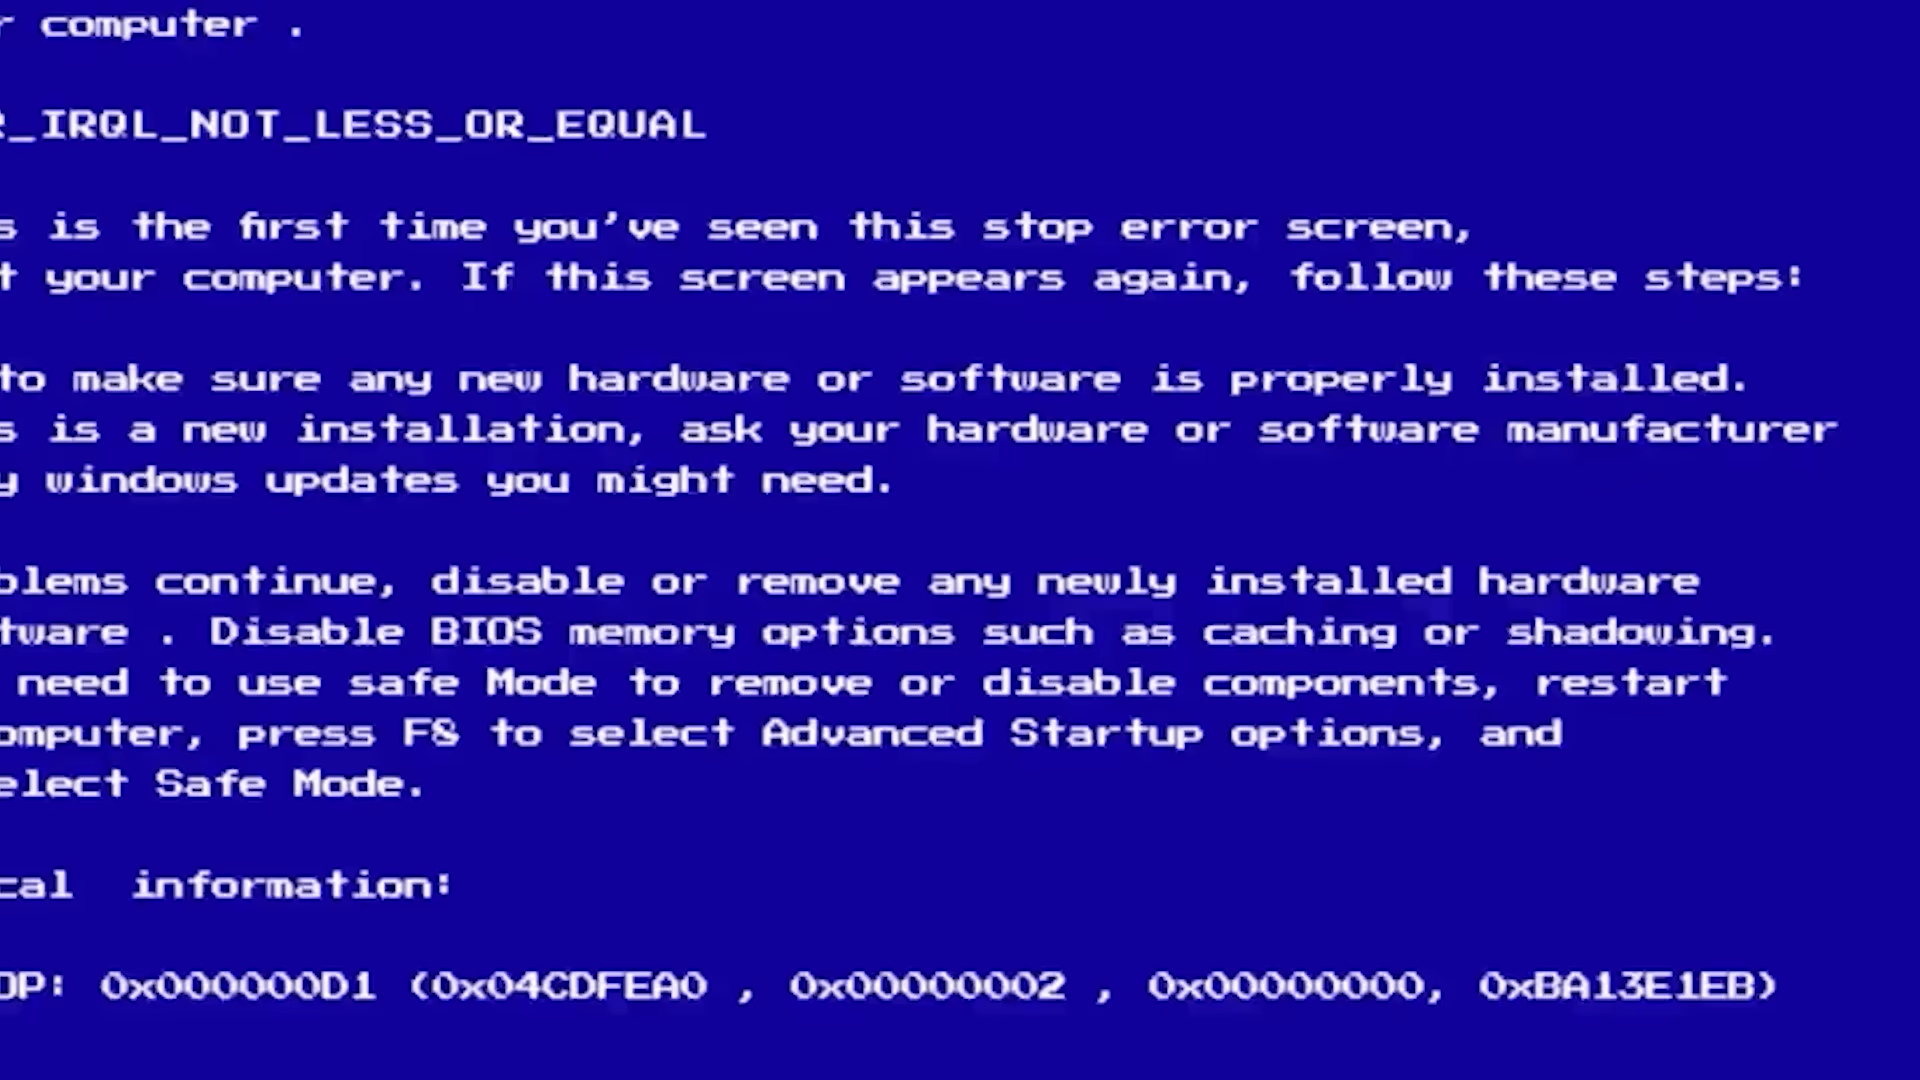 r computer .
R_IRQL_NOT_LESS_OR_EQUAL
s is the first time you've seen this stop error screen,
t your computer. If this screen appears again, follow these steps:
to make sure any new hardware or software is properly installed.
s is a new installation, ask your hardware or software manufacturer
y windows updates you might need.
blems continue, disable or remove any newly installed hardware
tware . Disable BIOS memory options such as caching or shadowing.
need to use safe Mode to remove or disable components, restart
omputer, press F& to select Advanced Startup options, and
elect Safe Mode.
cal  information:
OP: 0x000000D1 (0x04CDFEA0 , 0x00000002 , 0x00000000, 0xBA13E1EB)